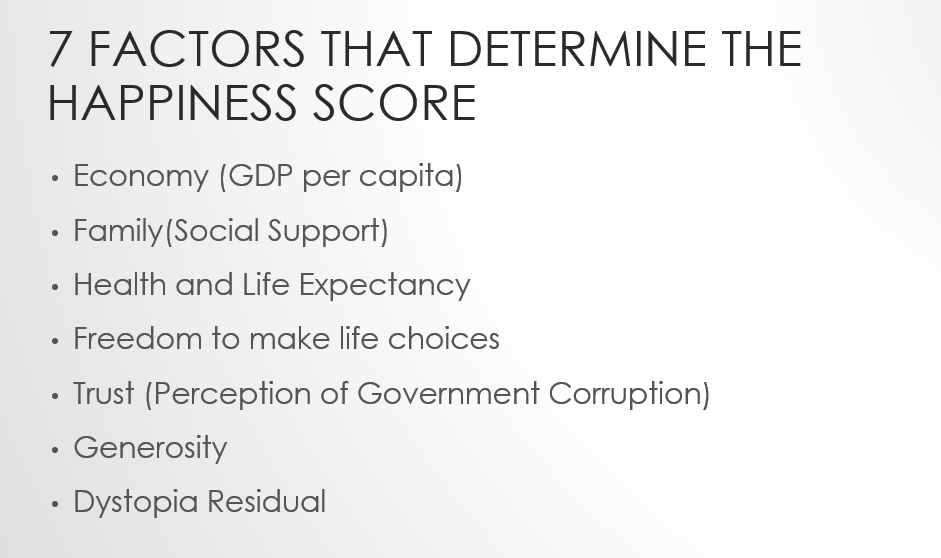 7 FACTORS THAT DETERMINE THE
HAPPINESS SCORE
• Economy (GDP per capita)
• Family(Social Support)
• Health and Life Expectancy
• Freedom to make life choices
• Trust (Perception of Government Corruption)
• Generosity
• Dystopia Residual